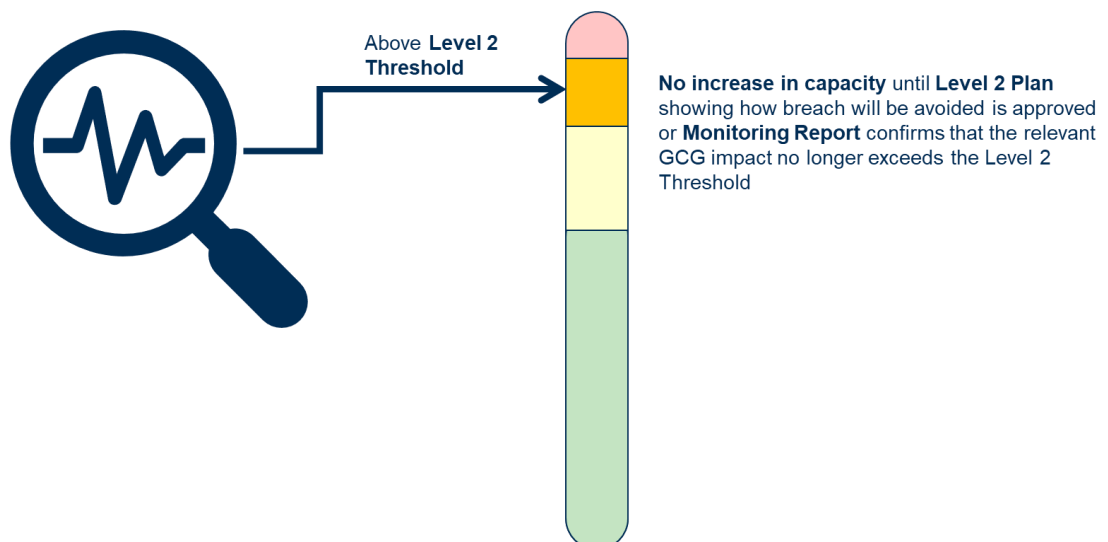 Above Level 2
Threshold
No increase in capacity until Level 2 Plan
showing how breach will be avoided is approved
or Monitoring Report confirms that the relevant
GCG impact no longer exceeds the Level 2
Threshold